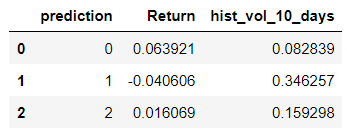 prediction Return hist_vol_10_days
0 0 0.063921 0.082839
1 1 -0.040606 0.346257
2 2 0.016069 0.159298